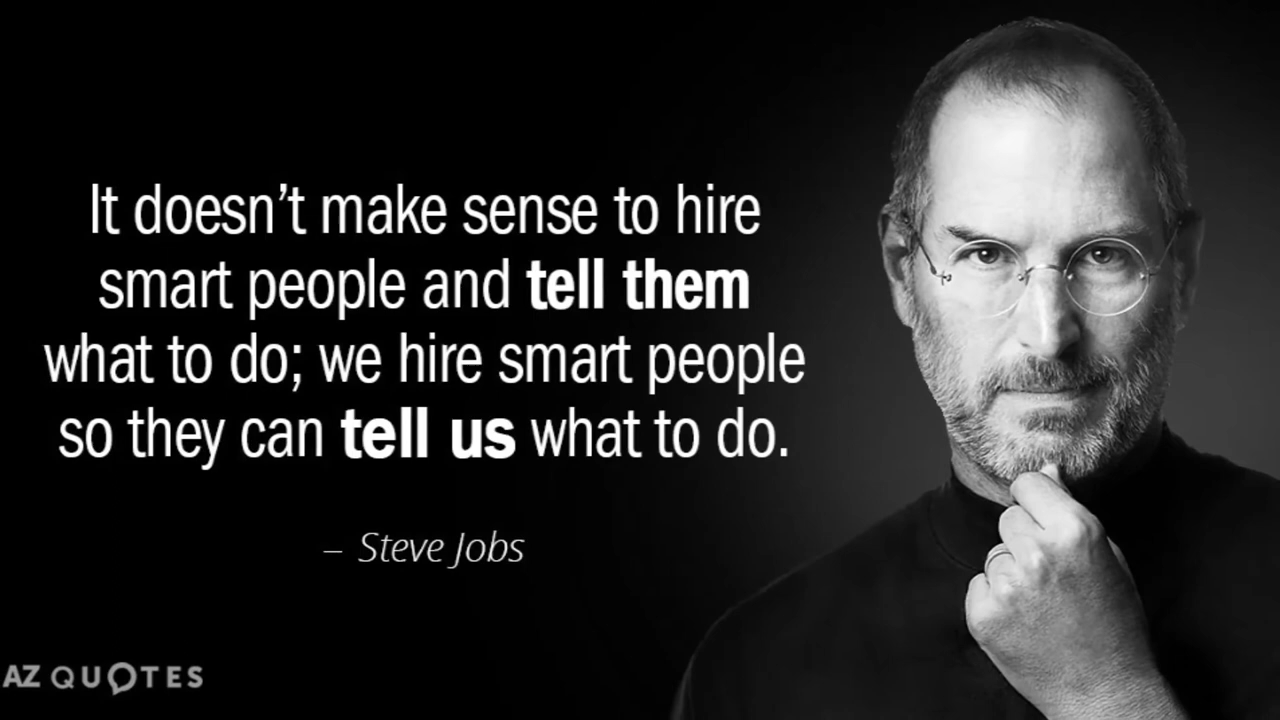 It doesn’t make sense to hire
smart people and tell them
what to do; we hire smart people
so they can tell us what to do.
– Steve Jobs
AZ QUOTES